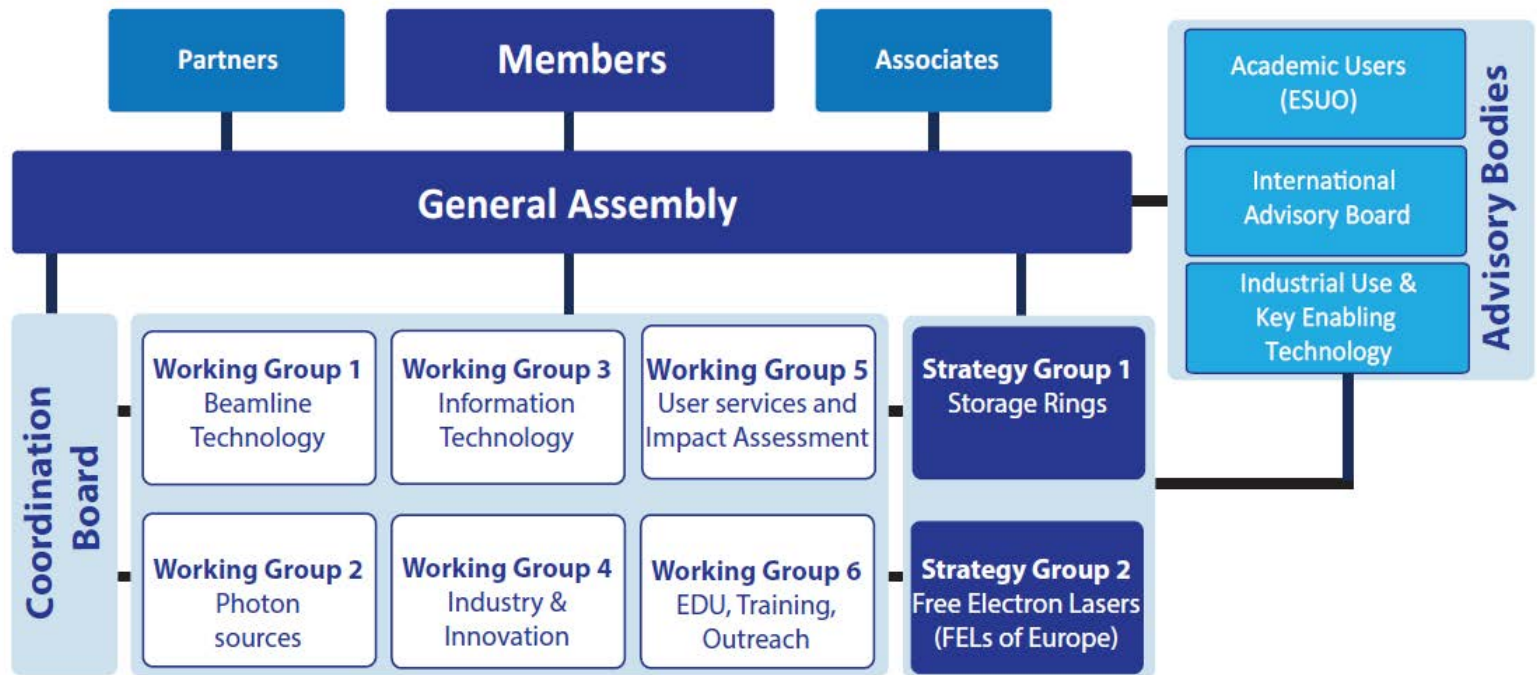 Partners
Members
Associates
General Assembly
Academic Users
(ESUO)
International
Advisory Board
Industrial Use &
Key Enabling
Technology
Advisory Bodies
Coordination
Board
Working Group 1
Beamline
Technology
Working Group 3
Information
Technology
Working Group 5
User services and
Impact Assessment
Strategy Group 1
Storage Rings
Working Group 2
Photon
sources
Working Group 4
Industry &
Innovation
Working Group 6
EDU, Training,
Outreach
Strategy Group 2
Free Electron Lasers
(FELs of Europe)